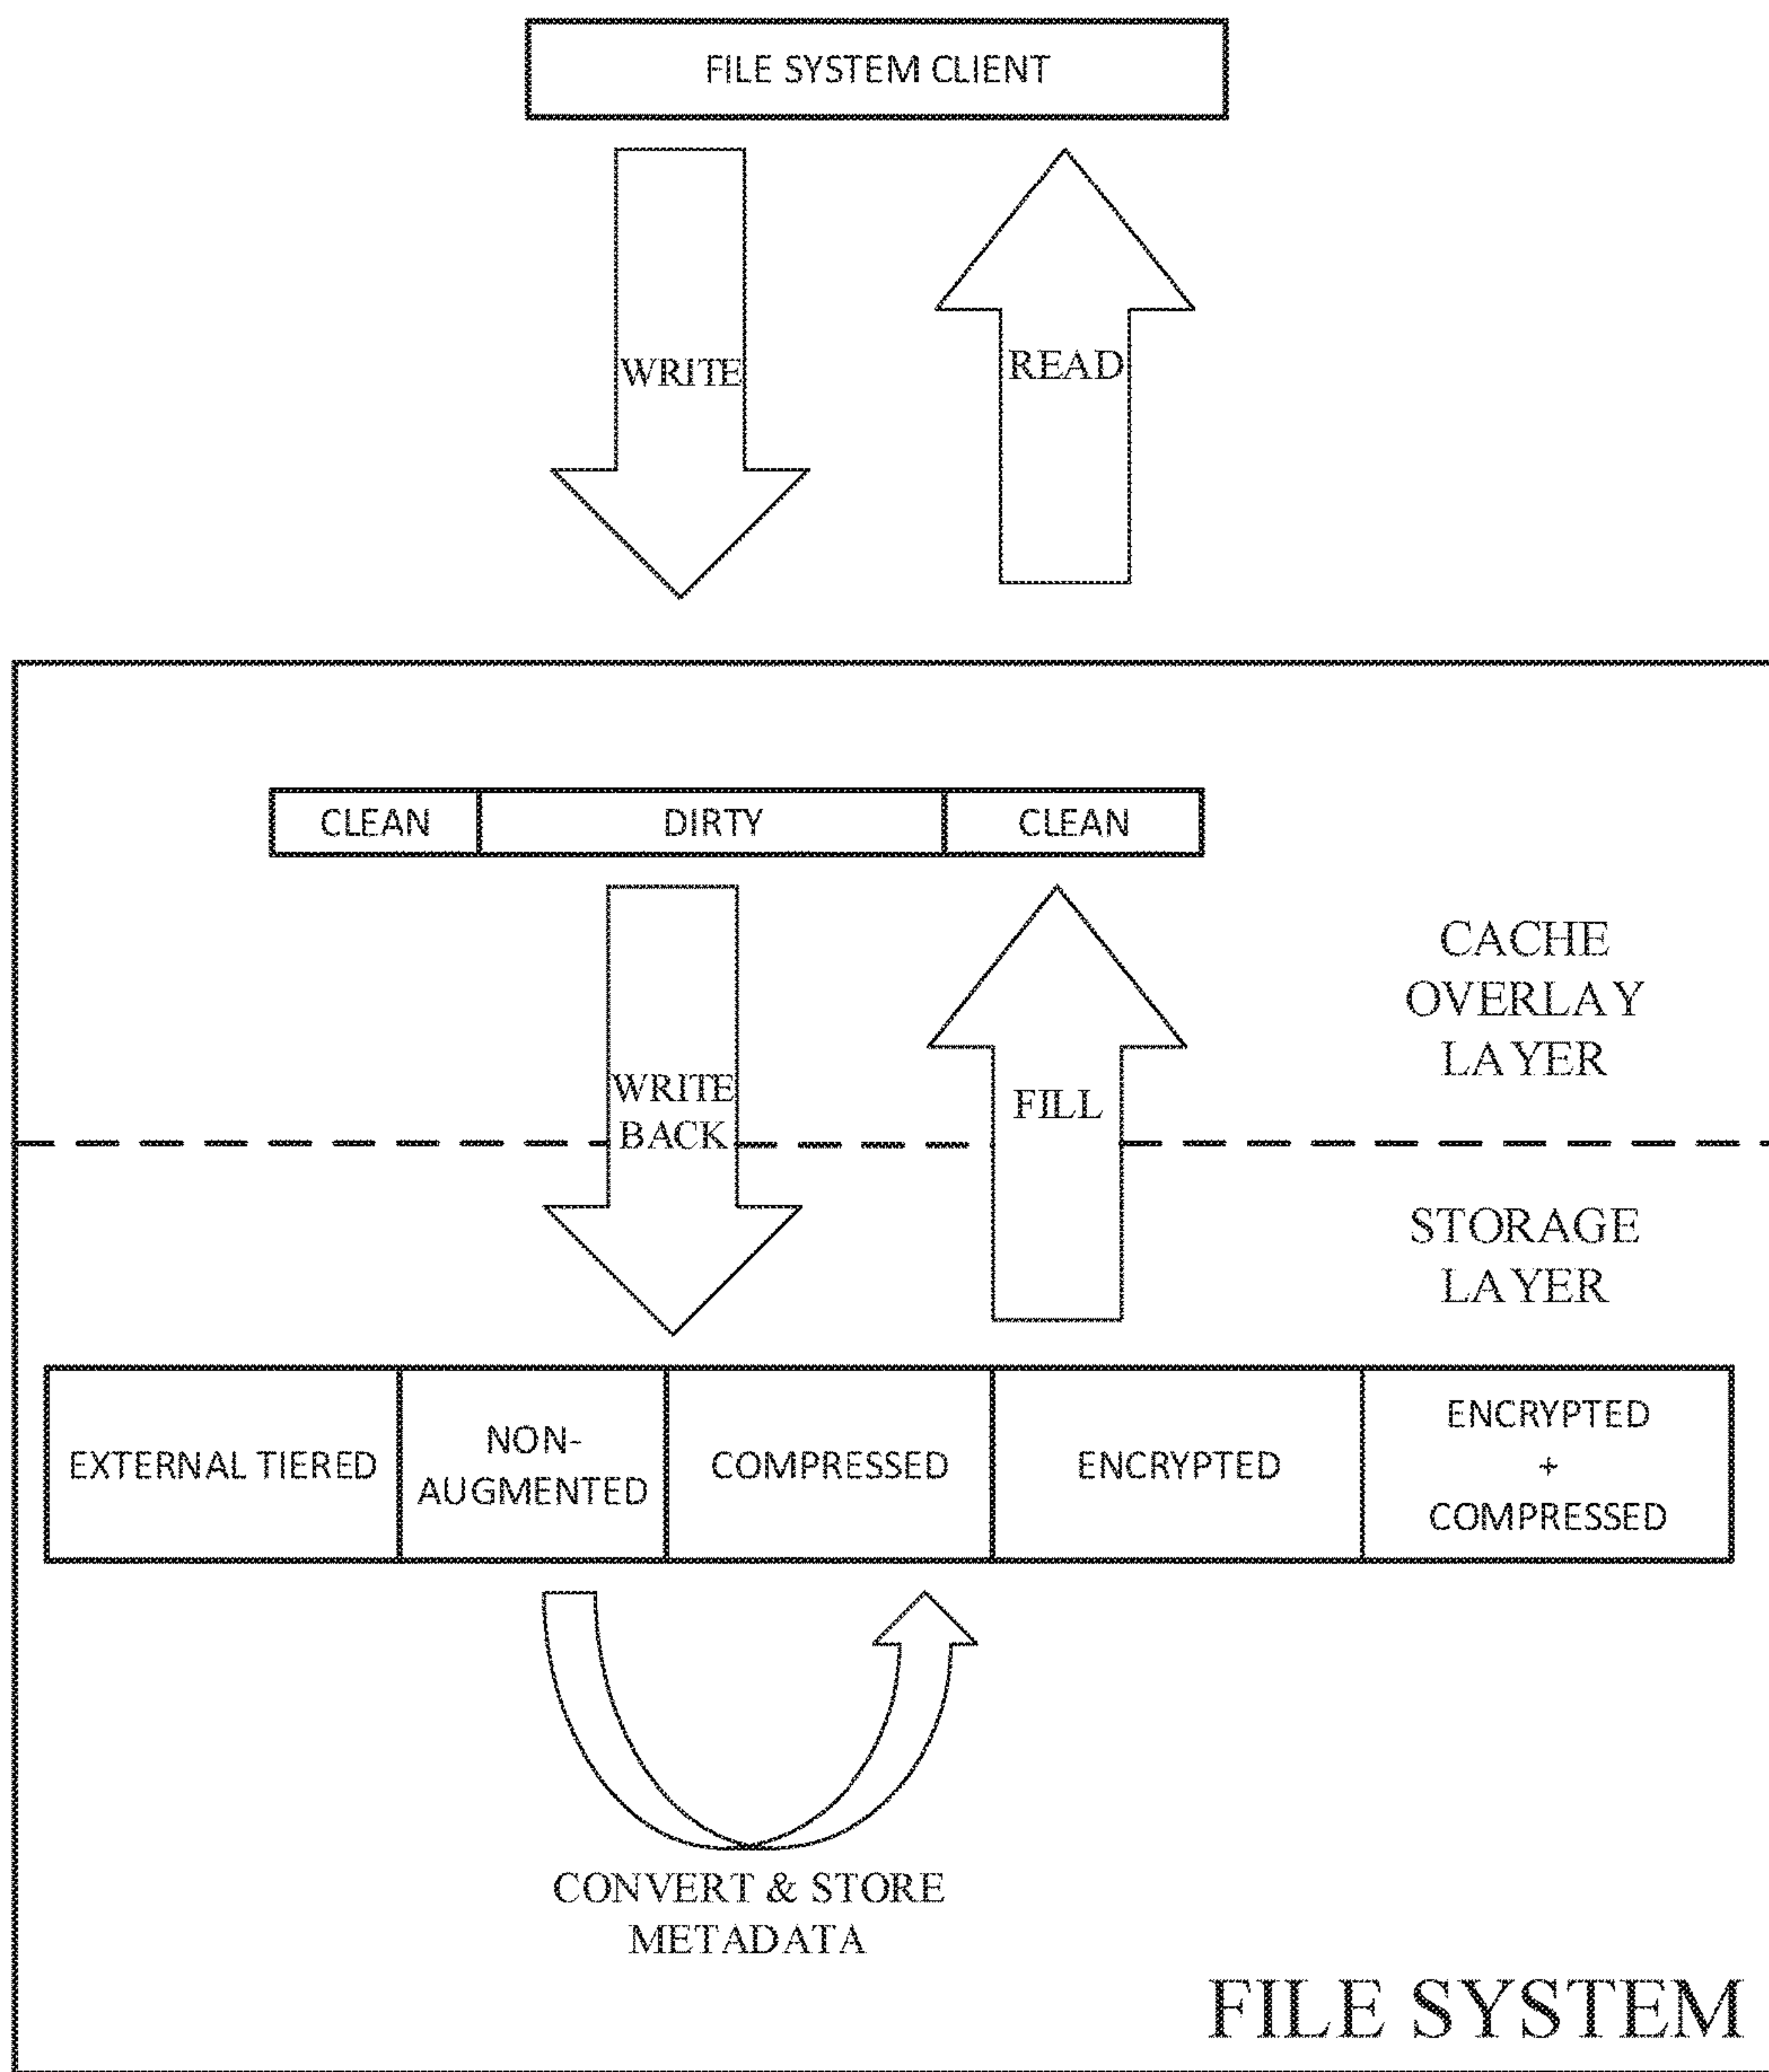 FILE SYSTEM CLIENT
WRITE
READ
CLEAN
DIRTY
CLEAN
WRITE
BACK
FILL
CACHE
OVERLAY
LAYER
STORAGE
LAYER
EXTERNAL TIERED
NON-
AUGMENTED
COMPRESSED
ENCRYPTED
ENCRYPTED
+
COMPRESSED
CONVERT & STORE
METADATA
FILE SYSTEM